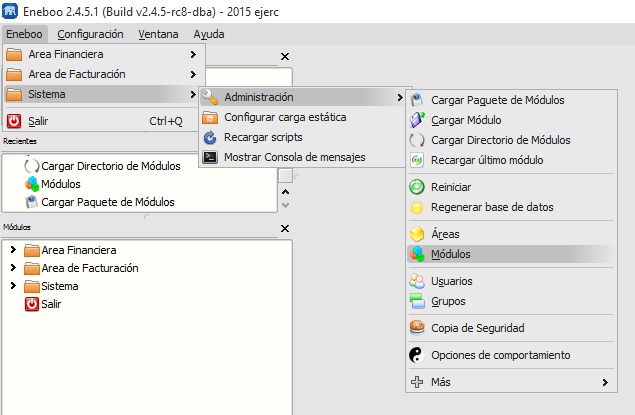 Eneboo 2.4.5.1 (Build v2.4.5-rc8-dba) - 2015 ejerc
Eneboo Configuración Ventana Ayuda
Area Financiera
Area de Facturación
Sistema
Salir Ctrl+Q
Administración
Configurar carga estática
Recargar scripts
Mostrar Consola de mensajes
Cargar Paquete de Módulos
Cargar Módulo
Cargar Directorio de Módulos
Recargar último módulo
Reiniciar
Regenerar base de datos
Áreas
Módulos
Usuarios
Grupos
Copia de Seguridad
Opciones de comportamiento
Más
Recientes
Cargar Directorio de Módulos
Módulos
Cargar Paquete de Módulos
Módulos
Area Financiera
Area de Facturación
Sistema
Salir